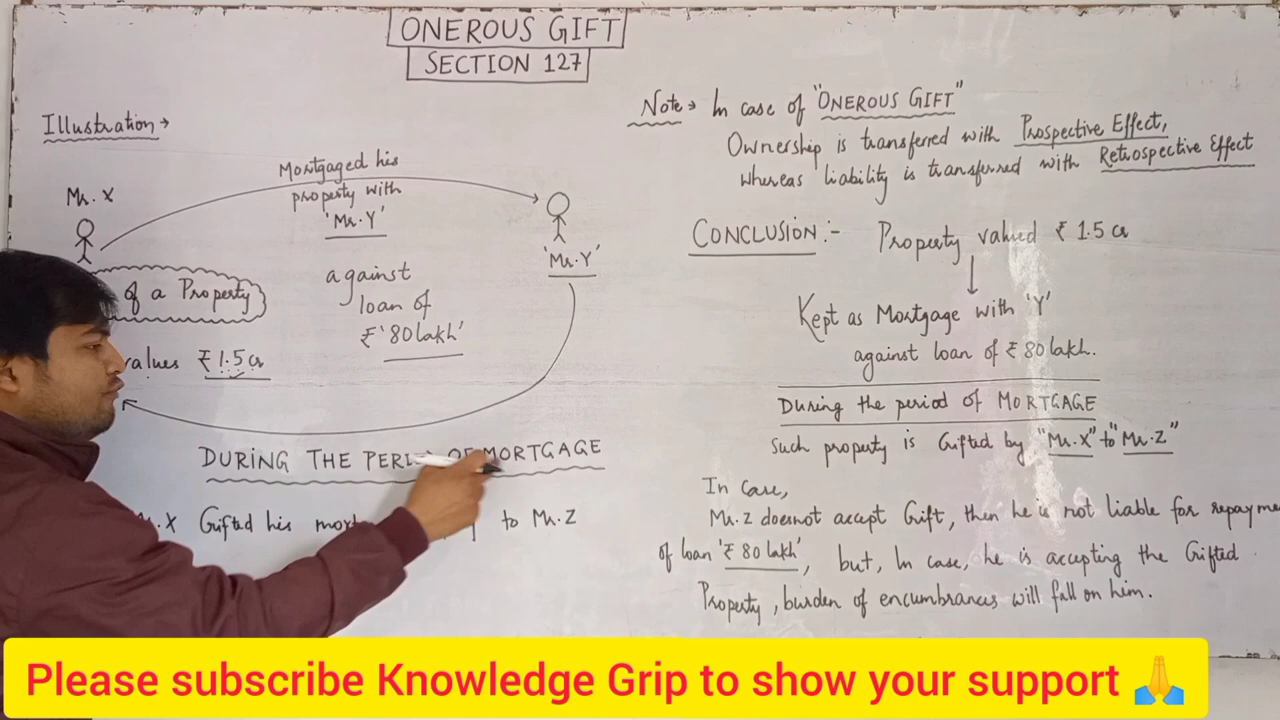 ONEROUS GIFT
SECTION 127
Illustration→
Mr. X
Mortgaged his
property with
'Mr. Y'
against
loan of
₹ '80 lakh'
'Mr. Y'
of a Property
values ₹ 1.5 cr
DURING THE PERI OF MORTGAGE
.X Gifted his mort to Mr. Z
Note→ In case of "ONEROUS GIFT"
Ownership is transferred with Prospective Effect,
whereas liability is transferred with Retrospective Effect
CONCLUSION :- Property valued ₹ 1.5 cr
Kept as Mortgage with 'Y'
against loan of ₹ 80 lakh.
During the period of MORTGAGE
Such property is Gifted by "Mr. X" to "Mr. Z"
In Case,
Mr. Z doesnot accept Gift, then he is not liable for repayme
of loan '₹ 80 lakh', but, In case, he is accepting the Gifted
Property, burden of encumbrances will fall on him.
Please subscribe Knowledge Grip to show your support 🙏